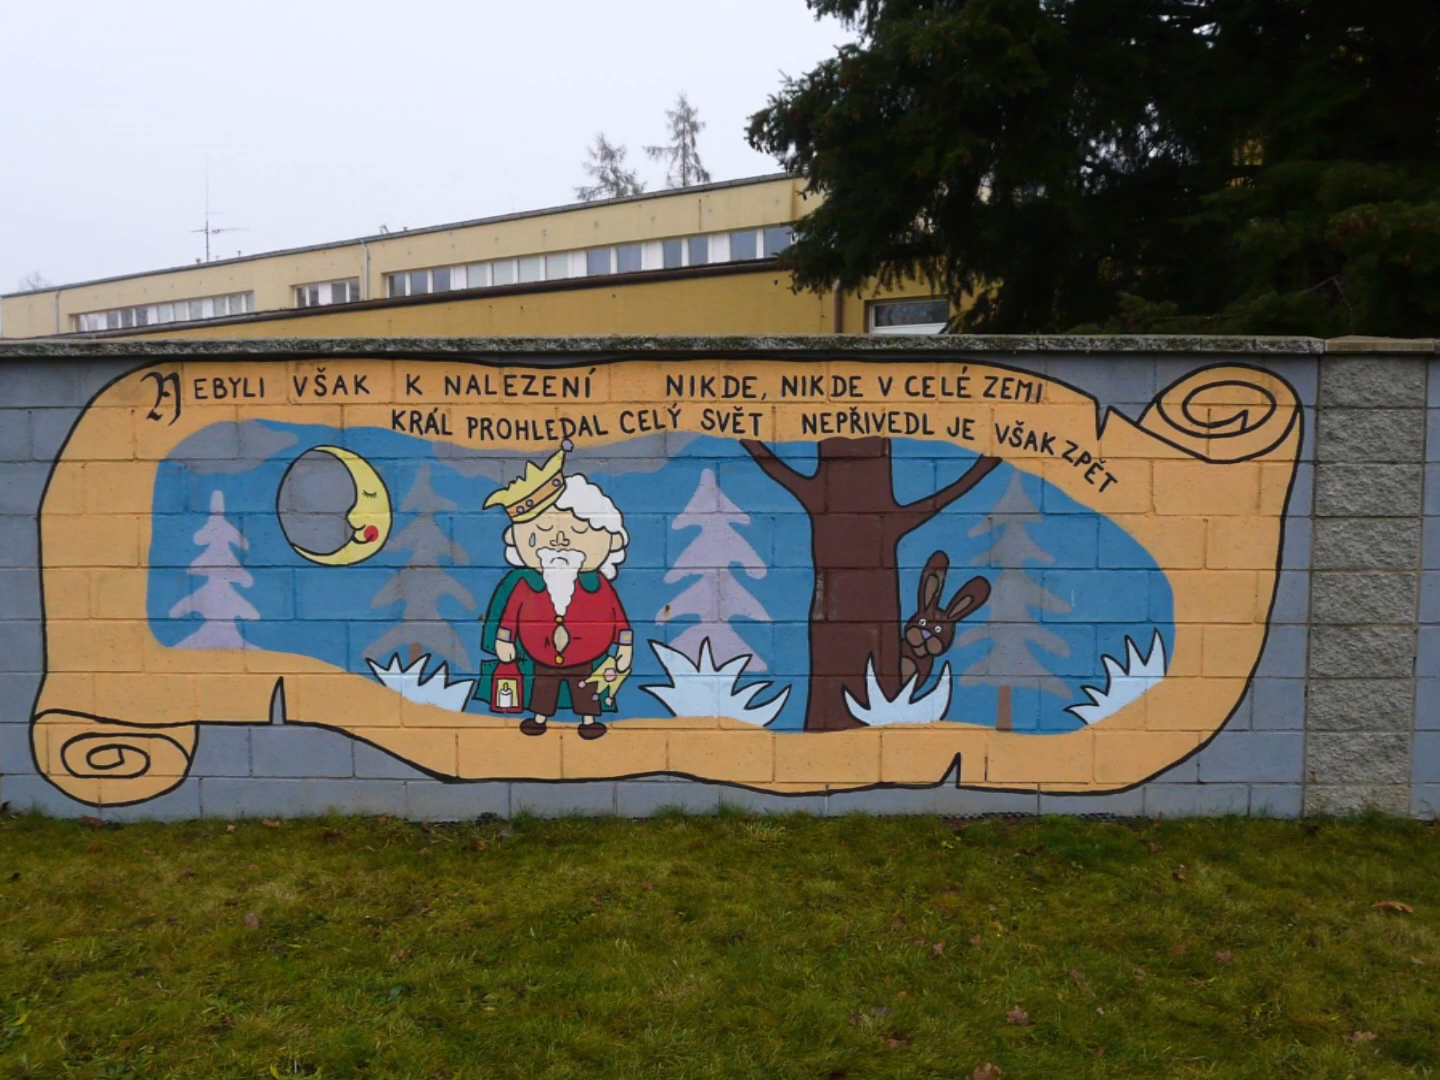 NEBYLI VŠAK K NALEZENÍ NIKDE, NIKDE V CELÉ ZEMI
KRÁL PROHLEDAL CELÝ SVĚT NEPŘIVEDL JE VŠAK ZPĚT